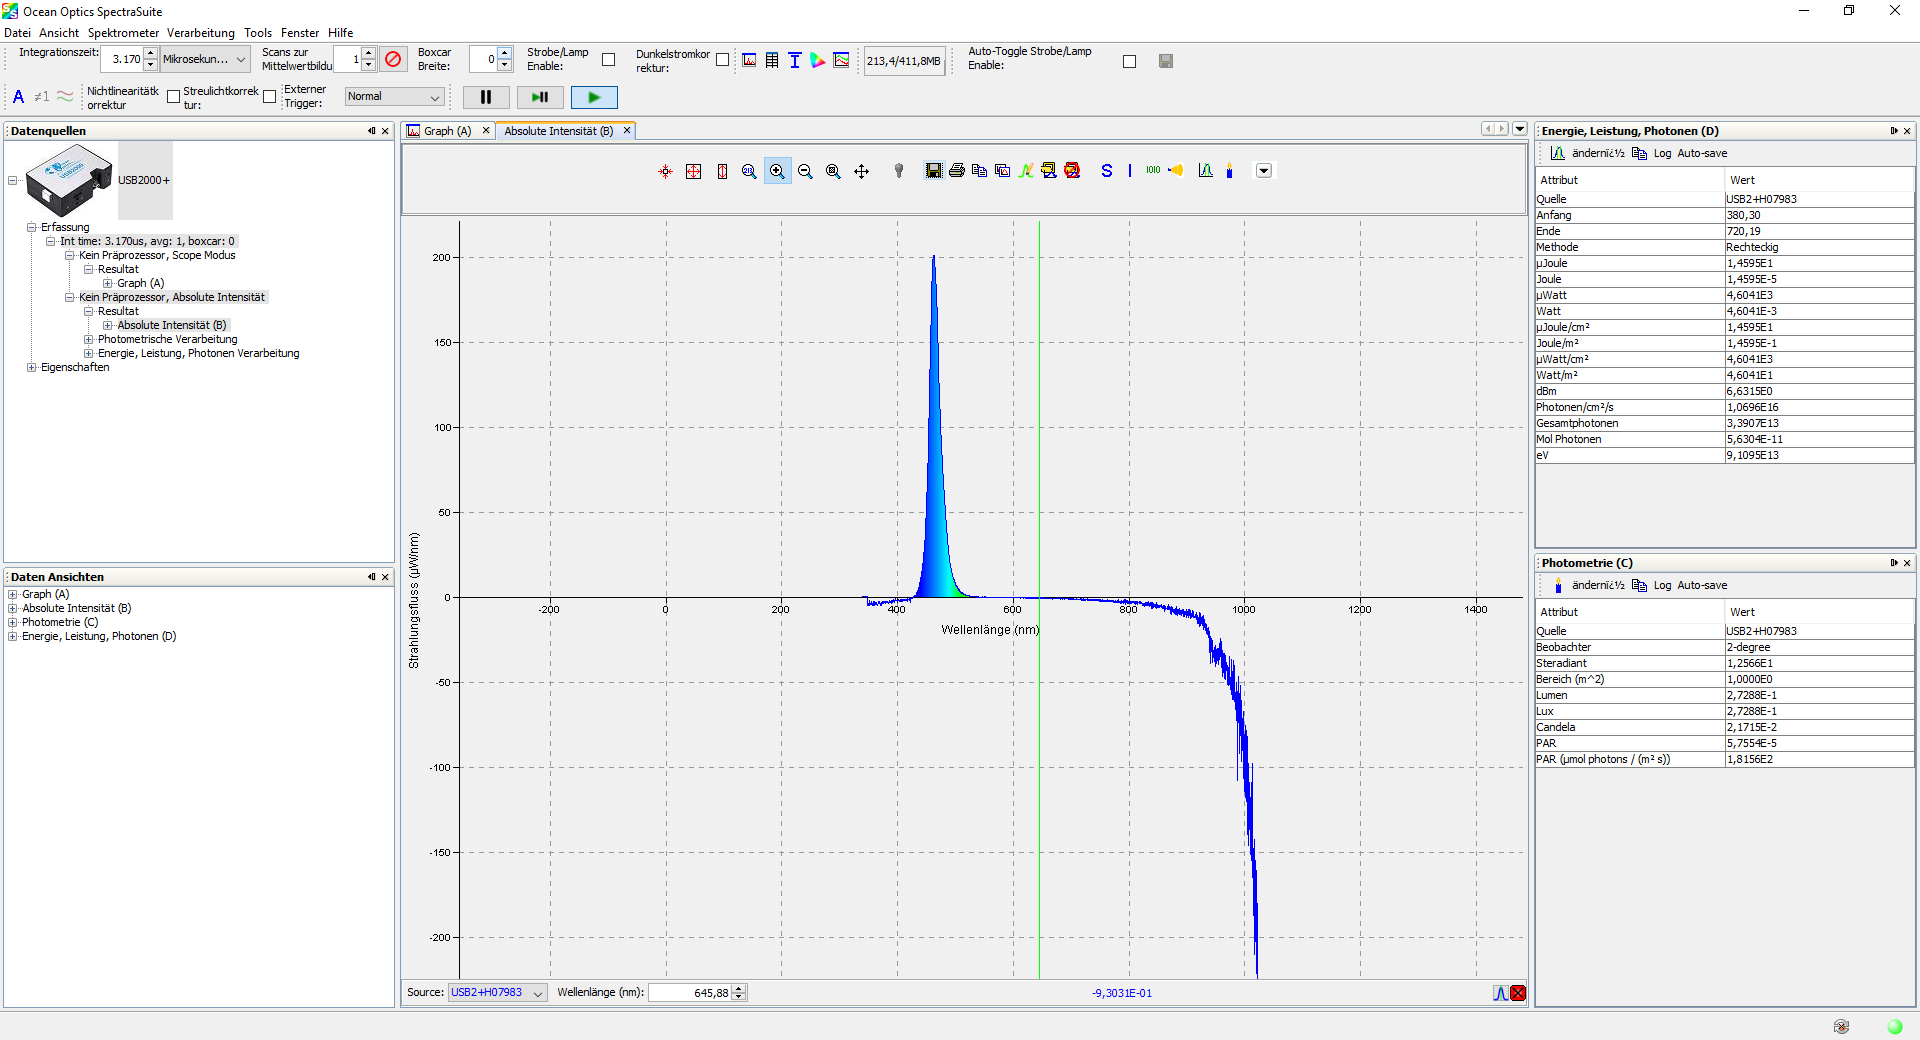 Ocean Optics SpectraSuite
Datei Ansicht Spektrometer Verarbeitung Tools Fenster Hilfe
Integrationszeit: 3.170 Mikrosekun... Scans zur Mittelwertbildu 1 Boxcar Breite: 0 Strobe/Lamp Enable: Dunkelstromkor rektur: 213,4/411,8MB Auto-Toggle Strobe/Lamp Enable:
A ≠1 Nichtlinearitätk orrektur Streulichtkorrek tur: Externer Trigger: Normal
Datenquellen
USB2000+
Erfassung
Int time: 3.170us, avg: 1, boxcar: 0
Kein Präprozessor, Scope Modus
Resultat
Graph (A)
Kein Präprozessor, Absolute Intensität
Resultat
Absolute Intensität (B)
Photometrische Verarbeitung
Energie, Leistung, Photonen Verarbeitung
Eigenschaften
Daten Ansichten
Graph (A)
Absolute Intensität (B)
Photometrie (C)
Energie, Leistung, Photonen (D)
Graph (A) Absolute Intensität (B)
S I 1010
200
150
100
50
0
-50
-100
-150
-200
-200 0 200 400 600 800 1000 1200 1400
Wellenlänge (nm)
Strahlungsfluss (µW/nm)
Source: USB2+H07983 Wellenlänge (nm): 645,88 -9,3031E-01
Energie, Leistung, Photonen (D)
ändernï¿½ Log Auto-save
Attribut Wert
Quelle USB2+H07983
Anfang 380,30
Ende 720,19
Methode Rechteckig
µJoule 1,4595E1
Joule 1,4595E-5
µWatt 4,6041E3
Watt 4,6041E-3
µJoule/cm² 1,4595E1
Joule/m² 1,4595E-1
µWatt/cm² 4,6041E3
Watt/m² 4,6041E1
dBm 6,6315E0
Photonen/cm²/s 1,0696E16
Gesamtphotonen 3,3907E13
Mol Photonen 5,6304E-11
eV 9,1095E13
Photometrie (C)
ändernï¿½ Log Auto-save
Attribut Wert
Quelle USB2+H07983
Beobachter 2-degree
Steradiant 1,2566E1
Bereich (m^2) 1,0000E0
Lumen 2,7288E-1
Lux 2,7288E-1
Candela 2,1715E-2
PAR 5,7554E-5
PAR (µmol photons / (m² s)) 1,8156E2